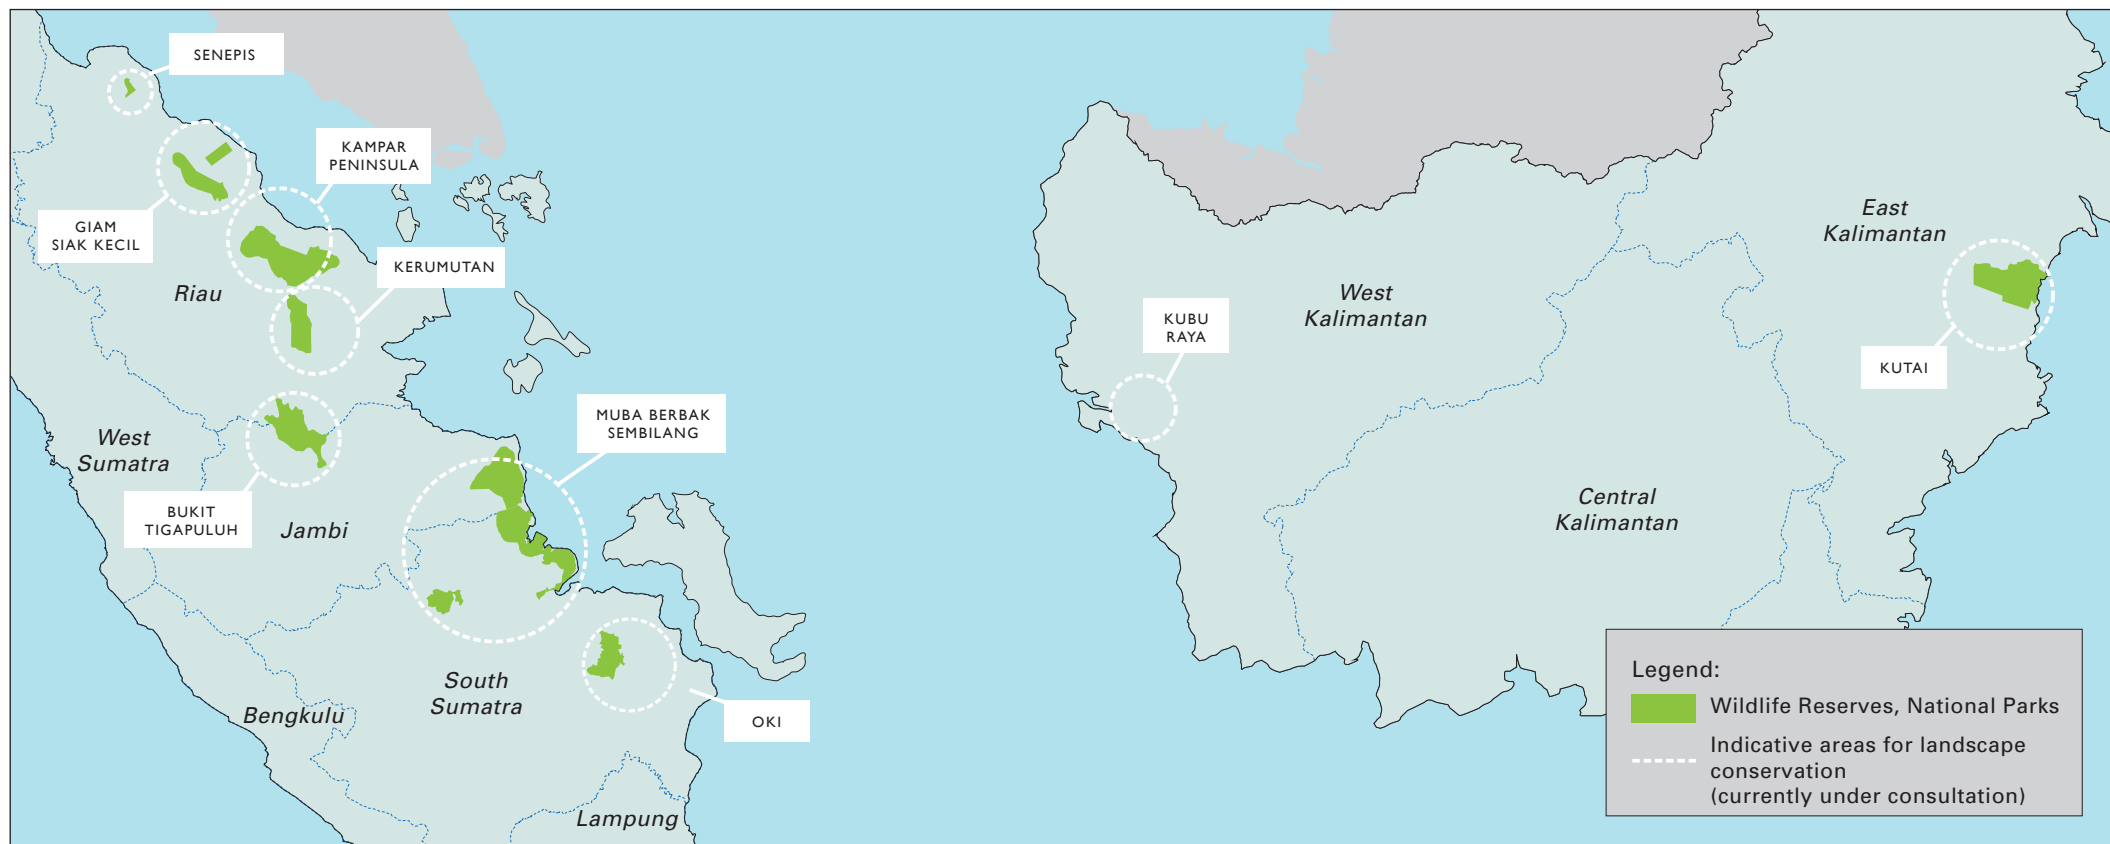 SENEPIS
KAMPAR
PENINSULA
GIAM
SIAK KECIL
KERUMUTAN
Riau
West
Sumatra
BUKIT
TIGAPULUH
Jambi
MUBA BERBAK
SEMBILANG
South
Sumatra
Bengkulu
OKI
Lampung
KUBU
RAYA
West
Kalimantan
East
Kalimantan
KUTAI
Central
Kalimantan
Legend:
Wildlife Reserves, National Parks
Indicative areas for landscape
conservation
(currently under consultation)